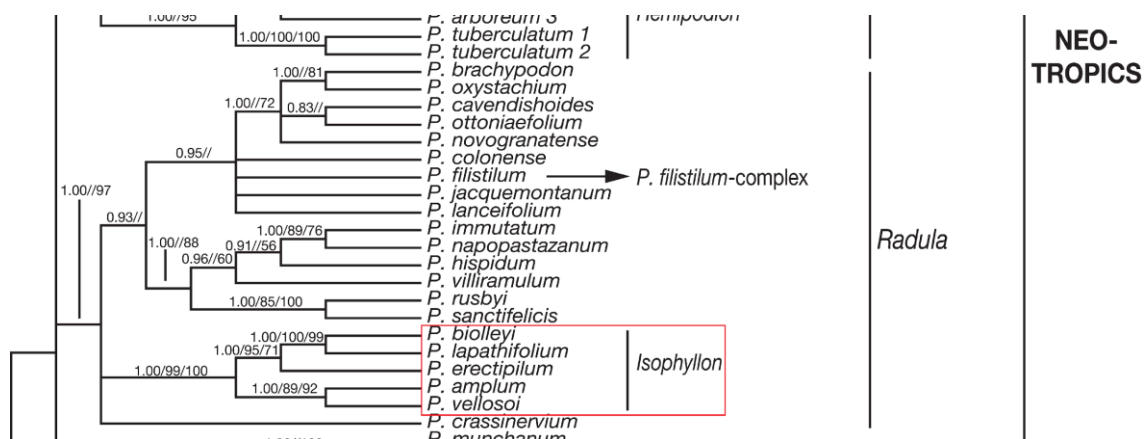 1.00//95
P. arboreum 3
Hemipodion
1.00/100/100
P. tuberculatum 1
P. tuberculatum 2
NEO-
TROPICS
1.00//81
P. brachypodon
P. oxystachium
1.00//72
0.83//
P. cavendishoides
P. ottoniaefolium
P. novogranatense
0.95//
P. colonense
P. filistilum
P. filistilum-complex
P. jacquemontanum
P. lanceifolium
1.00//97
0.93//
1.00/89/76
P. immutatum
P. napopastazanum
Radula
1.00//88
0.91//56
P. hispidum
0.96//60
P. villiramulum
1.00/85/100
P. rusbyi
P. sanctifelicis
1.00/100/99
P. biolleyi
P. lapathifolium
1.00/95/71
P. erectipilum
Isophyllon
1.00/99/100
1.00/89/92
P. amplum
P. vellosoi
P. crassinervium